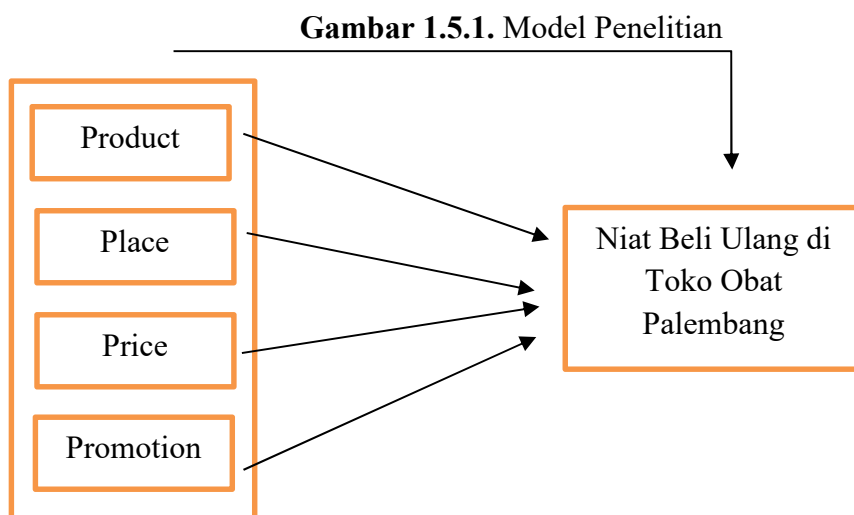 Gambar 1.5.1. Model Penelitian
Product
Place
Price
Promotion
Niat Beli Ulang di
Toko Obat
Palembang